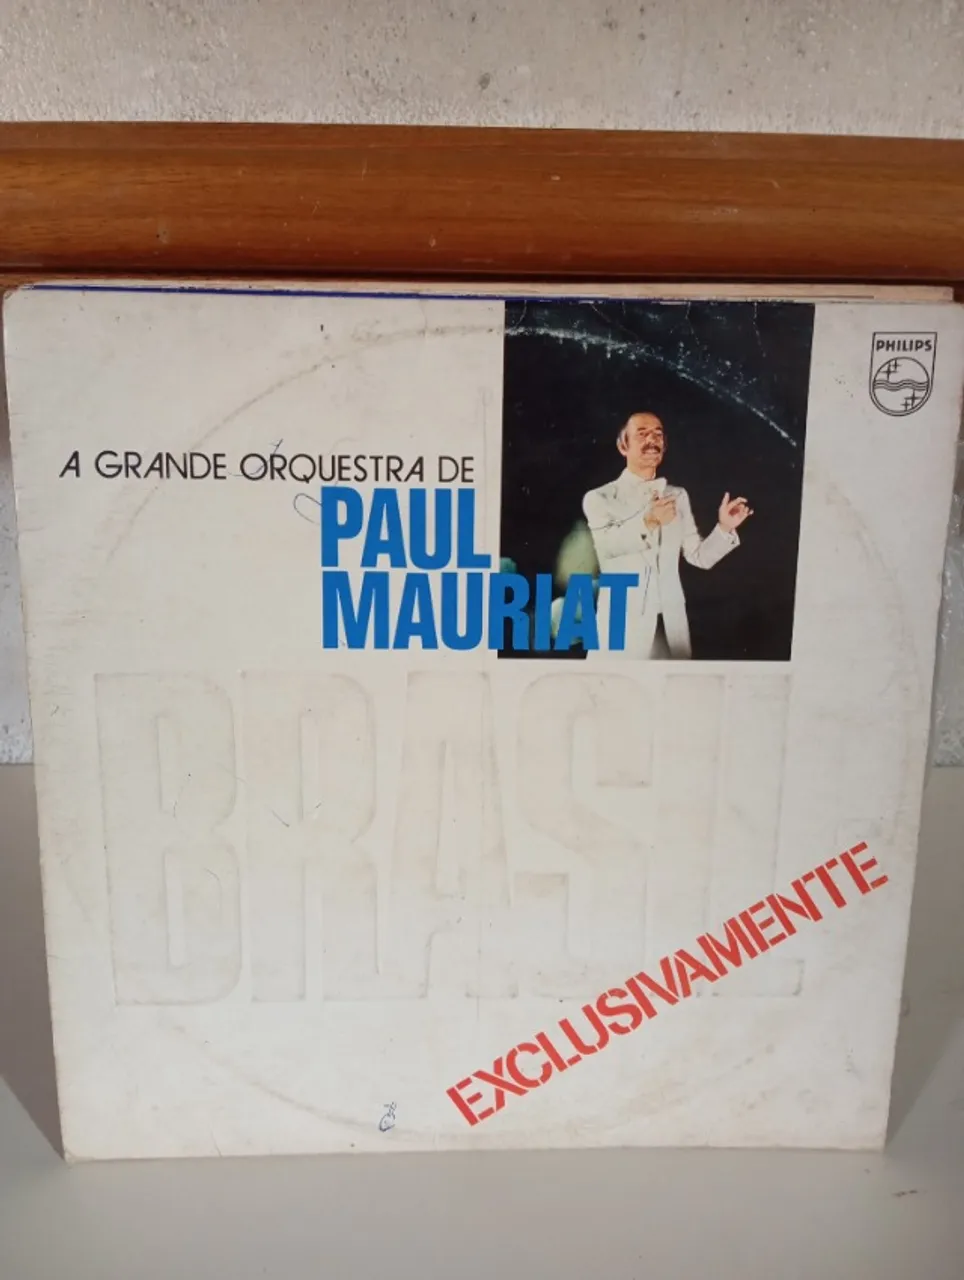 PHILIPS
A GRANDE ORQUESTRA DE
PAUL
MAURIAT
BRASIL
EXCLUSIVAMENTE